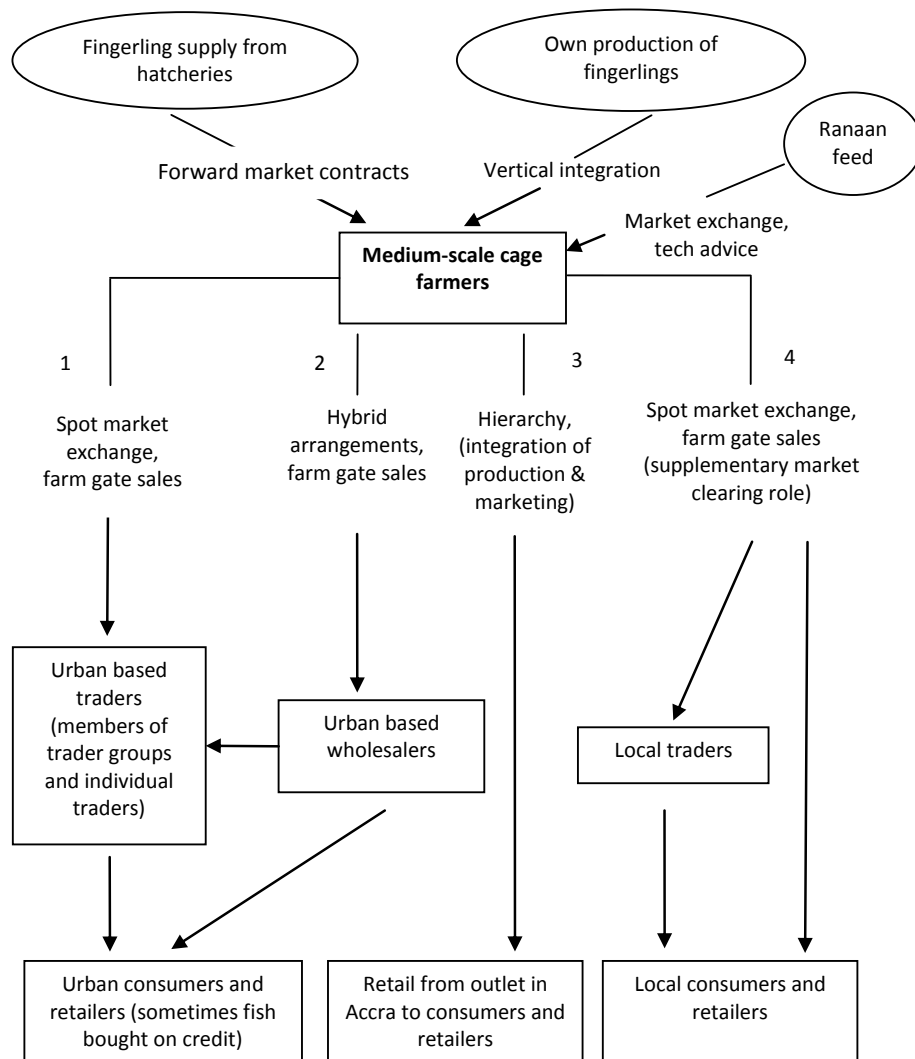 Fingerling supply from
hatcheries
Own production of
fingerlings
Ranaan
feed
Forward market contracts
Vertical integration
Market exchange,
tech advice
Medium-scale cage
farmers
1
2
3
4
Spot market
exchange,
farm gate sales
Hybrid
arrangements,
farm gate sales
Hierarchy,
(integration of
production &
marketing)
Spot market exchange,
farm gate sales
(supplementary market
clearing role)
Urban based
traders
(members of
trader groups
and individual
traders)
Urban based
wholesalers
Local traders
Urban consumers and
retailers (sometimes fish
bought on credit)
Retail from outlet in
Accra to consumers and
retailers
Local consumers and
retailers